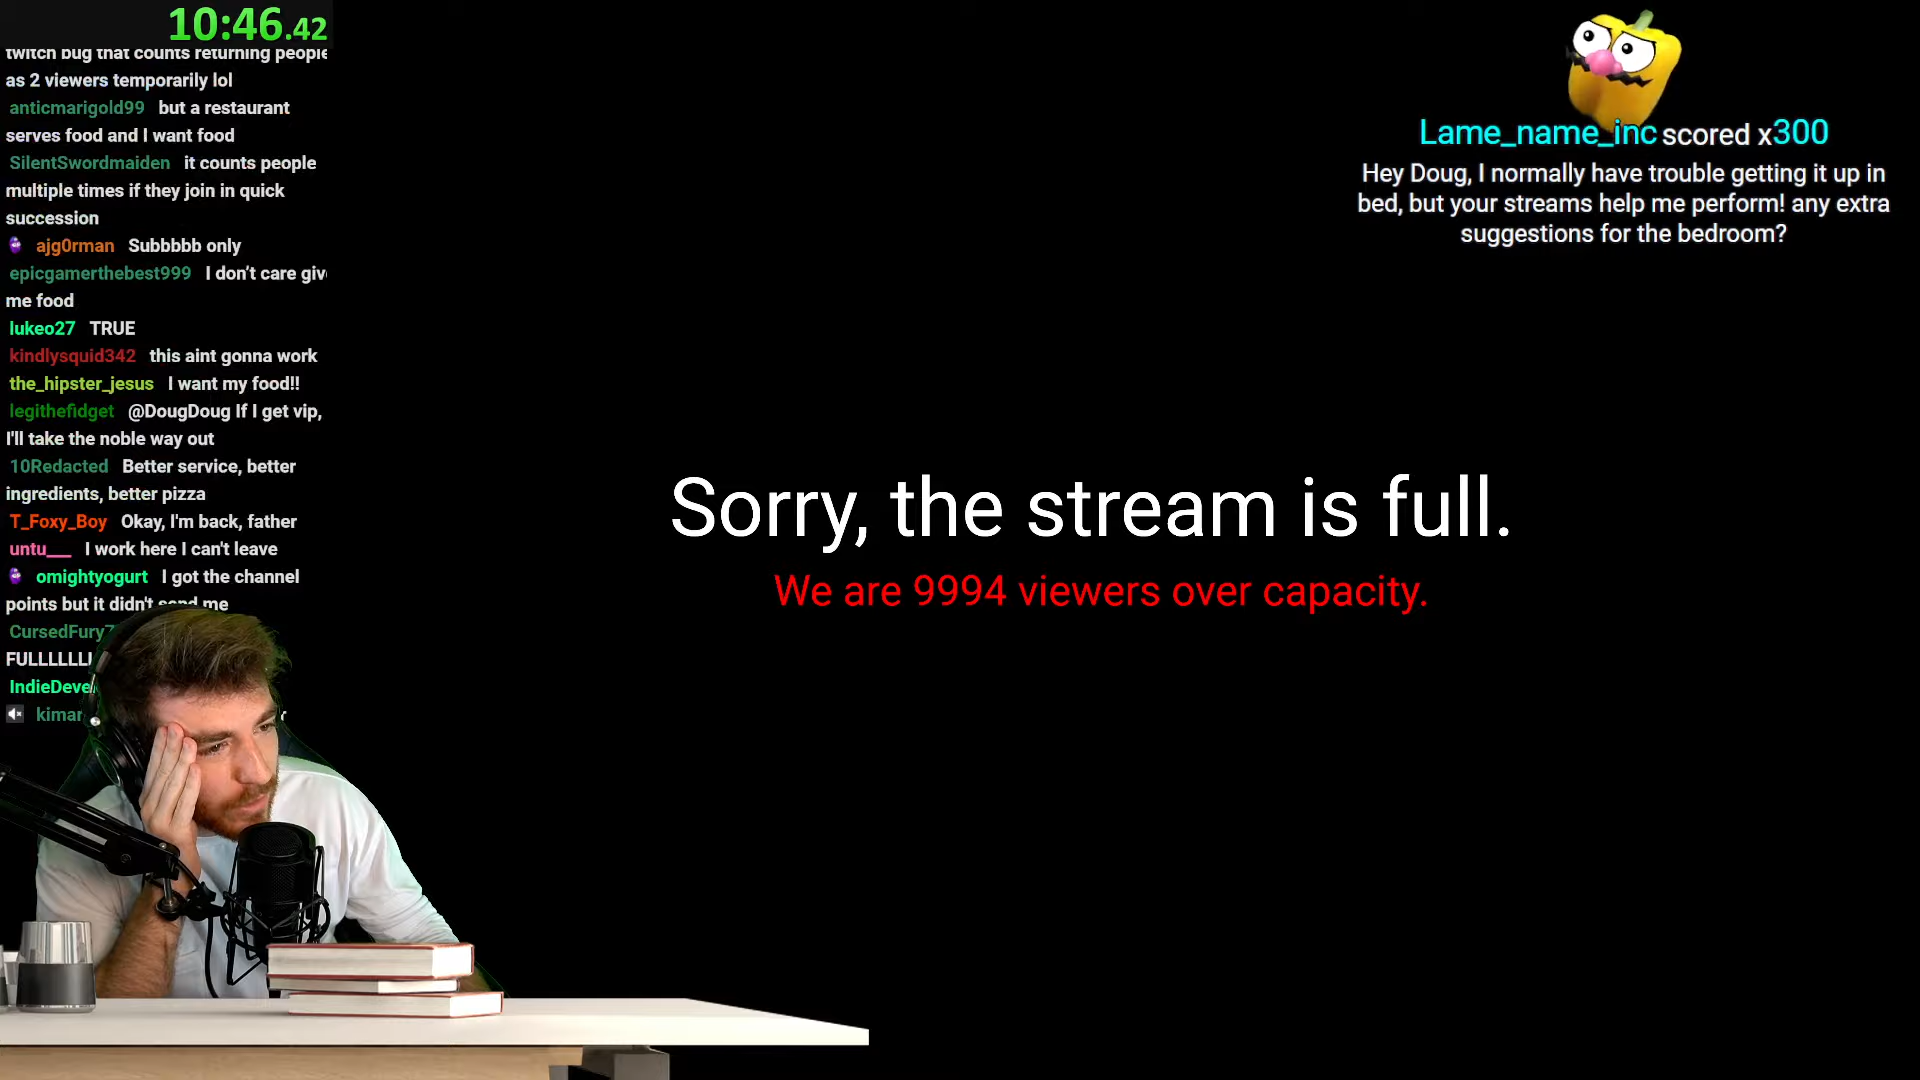 10:46.42
twitch bug that counts returning people
as 2 viewers temporarily lol
anticmarigold99 but a restaurant
serves food and I want food
SilentSwordmaiden it counts people
multiple times if they join in quick
succession
ajg0rman Subbbbb only
epicgamerthebest999 I don't care giv
me food
lukeo27 TRUE
kindlysquid342 this aint gonna work
the_hipster_jesus I want my food!!
legithefidget @DougDoug If I get vip,
I'll take the noble way out
10Redacted Better service, better
ingredients, better pizza
T_Foxy_Boy Okay, I'm back, father
untu___ I work here I can't leave
omightyogurt I got the channel
points but it didn't send me
CursedFury7
FULLLLLL
IndieDeve
kimar
Lame_name_inc scored x300
Hey Doug, I normally have trouble getting it up in
bed, but your streams help me perform! any extra
suggestions for the bedroom?
Sorry, the stream is full.
We are 9994 viewers over capacity.